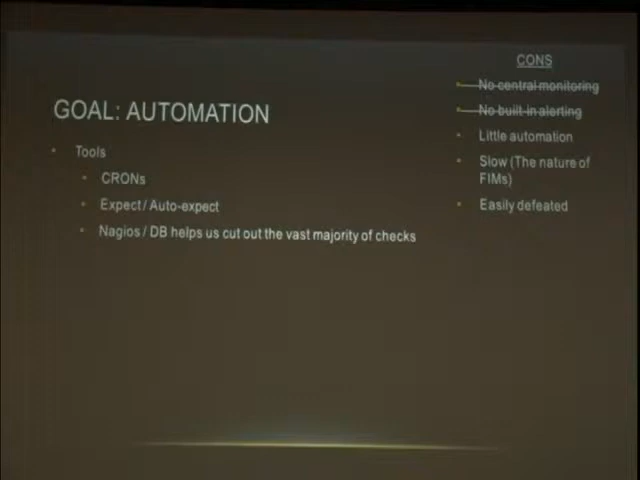 GOAL: AUTOMATION
Tools
CRONs
Expect / Auto-expect
Nagios / DB helps us cut out the vast majority of checks
CONS
No central monitoring
No built-in alerting
Little automation
Slow (The nature of
FIMs)
Easily defeated